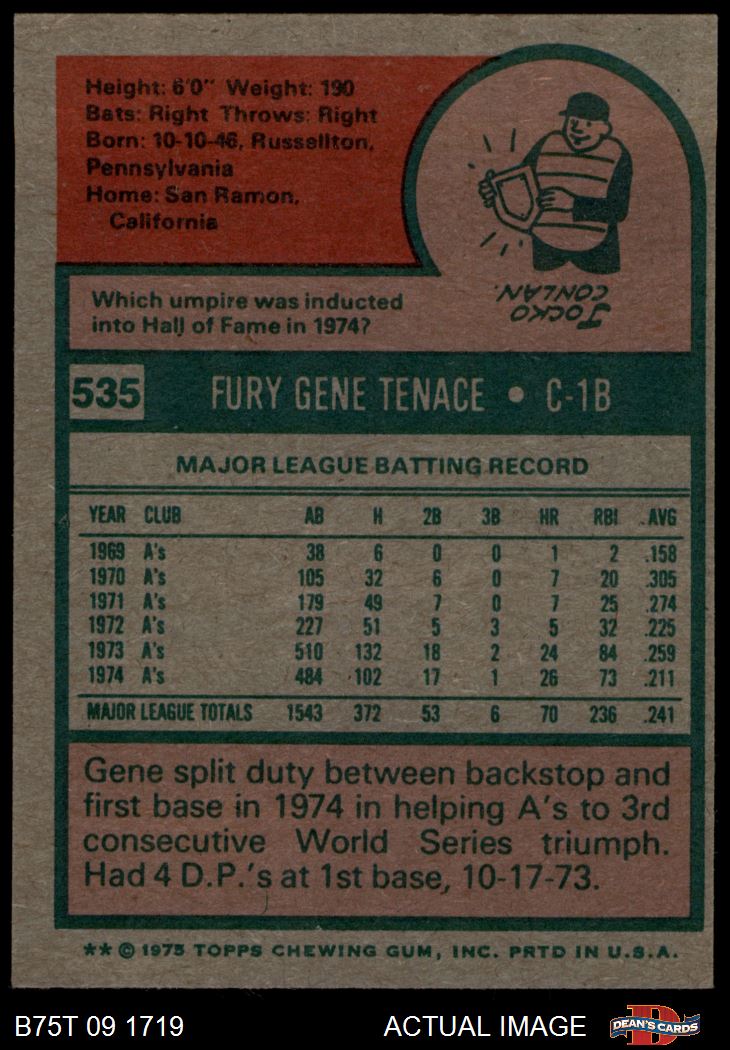 Height: 6'0" Weight: 190
Bats: Right Throws: Right
Born: 10-10-46, Russellton,
Pennsylvania
Home: San Ramon,
California
Which umpire was inducted
into Hall of Fame in 1974?
JOCKO
CONLAN.
535 FURY GENE TENACE • C-1B
MAJOR LEAGUE BATTING RECORD
YEAR CLUB AB H 2B 3B HR RBI AVG
1969 A's 38 6 0 0 1 2 .158
1970 A's 105 32 6 0 7 20 .305
1971 A's 179 49 7 0 7 25 .274
1972 A's 227 51 5 3 5 32 .225
1973 A's 510 132 18 2 24 84 .259
1974 A's 484 102 17 1 26 73 .211
MAJOR LEAGUE TOTALS 1543 372 53 6 70 236 .241
Gene split duty between backstop and
first base in 1974 in helping A's to 3rd
consecutive World Series triumph.
Had 4 D.P.'s at 1st base, 10-17-73.
** © 1975 TOPPS CHEWING GUM, INC. PRTD IN U.S.A.
B75T 09 1719 ACTUAL IMAGE DEAN'S CARDS